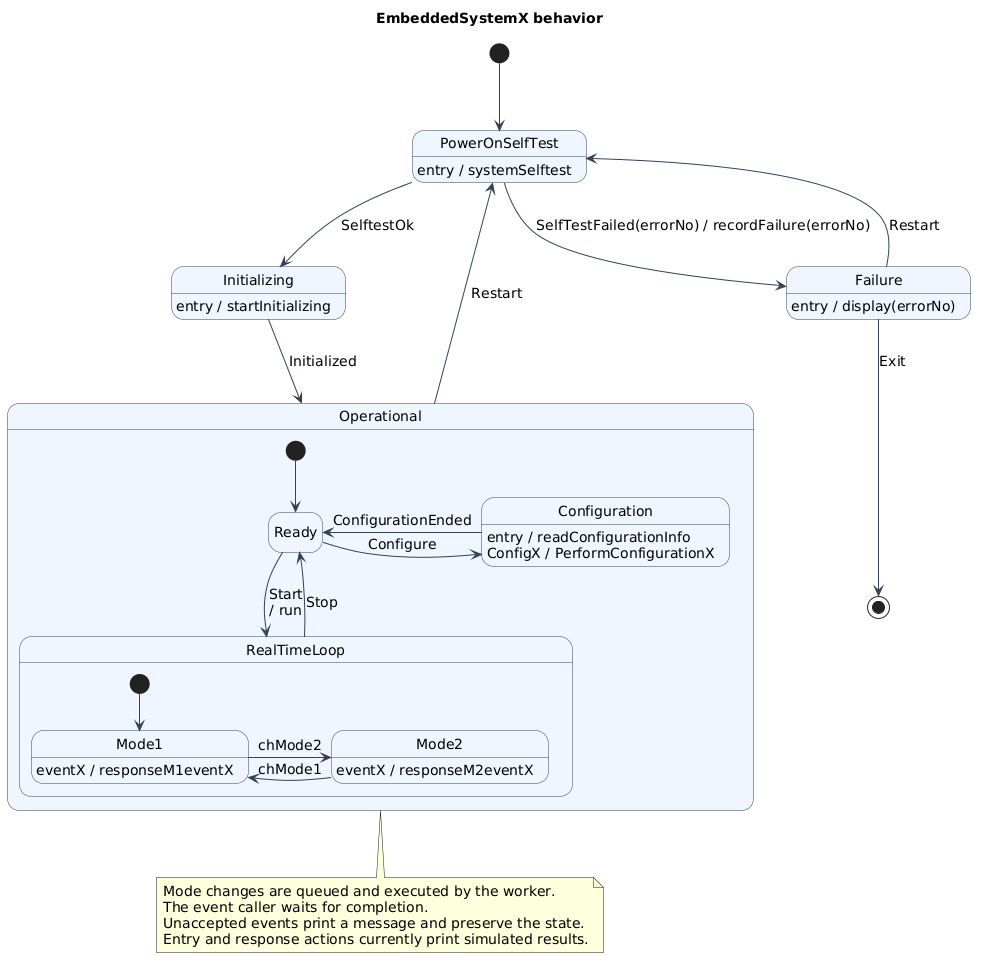 EmbeddedSystemX behavior
PowerOnSelfTest
entry / systemSelftest
SelftestOk
SelfTestFailed(errorNo) / recordFailure(errorNo)
Restart
Initializing
entry / startInitializing
Restart
Failure
entry / display(errorNo)
Initialized
Exit
Operational
Ready
ConfigurationEnded
Configure
Configuration
entry / readConfigurationInfo
ConfigX / PerformConfigurationX
Start
/ run
Stop
RealTimeLoop
Mode1
eventX / responseM1eventX
chMode2
chMode1
Mode2
eventX / responseM2eventX
Mode changes are queued and executed by the worker.
The event caller waits for completion.
Unaccepted events print a message and preserve the state.
Entry and response actions currently print simulated results.